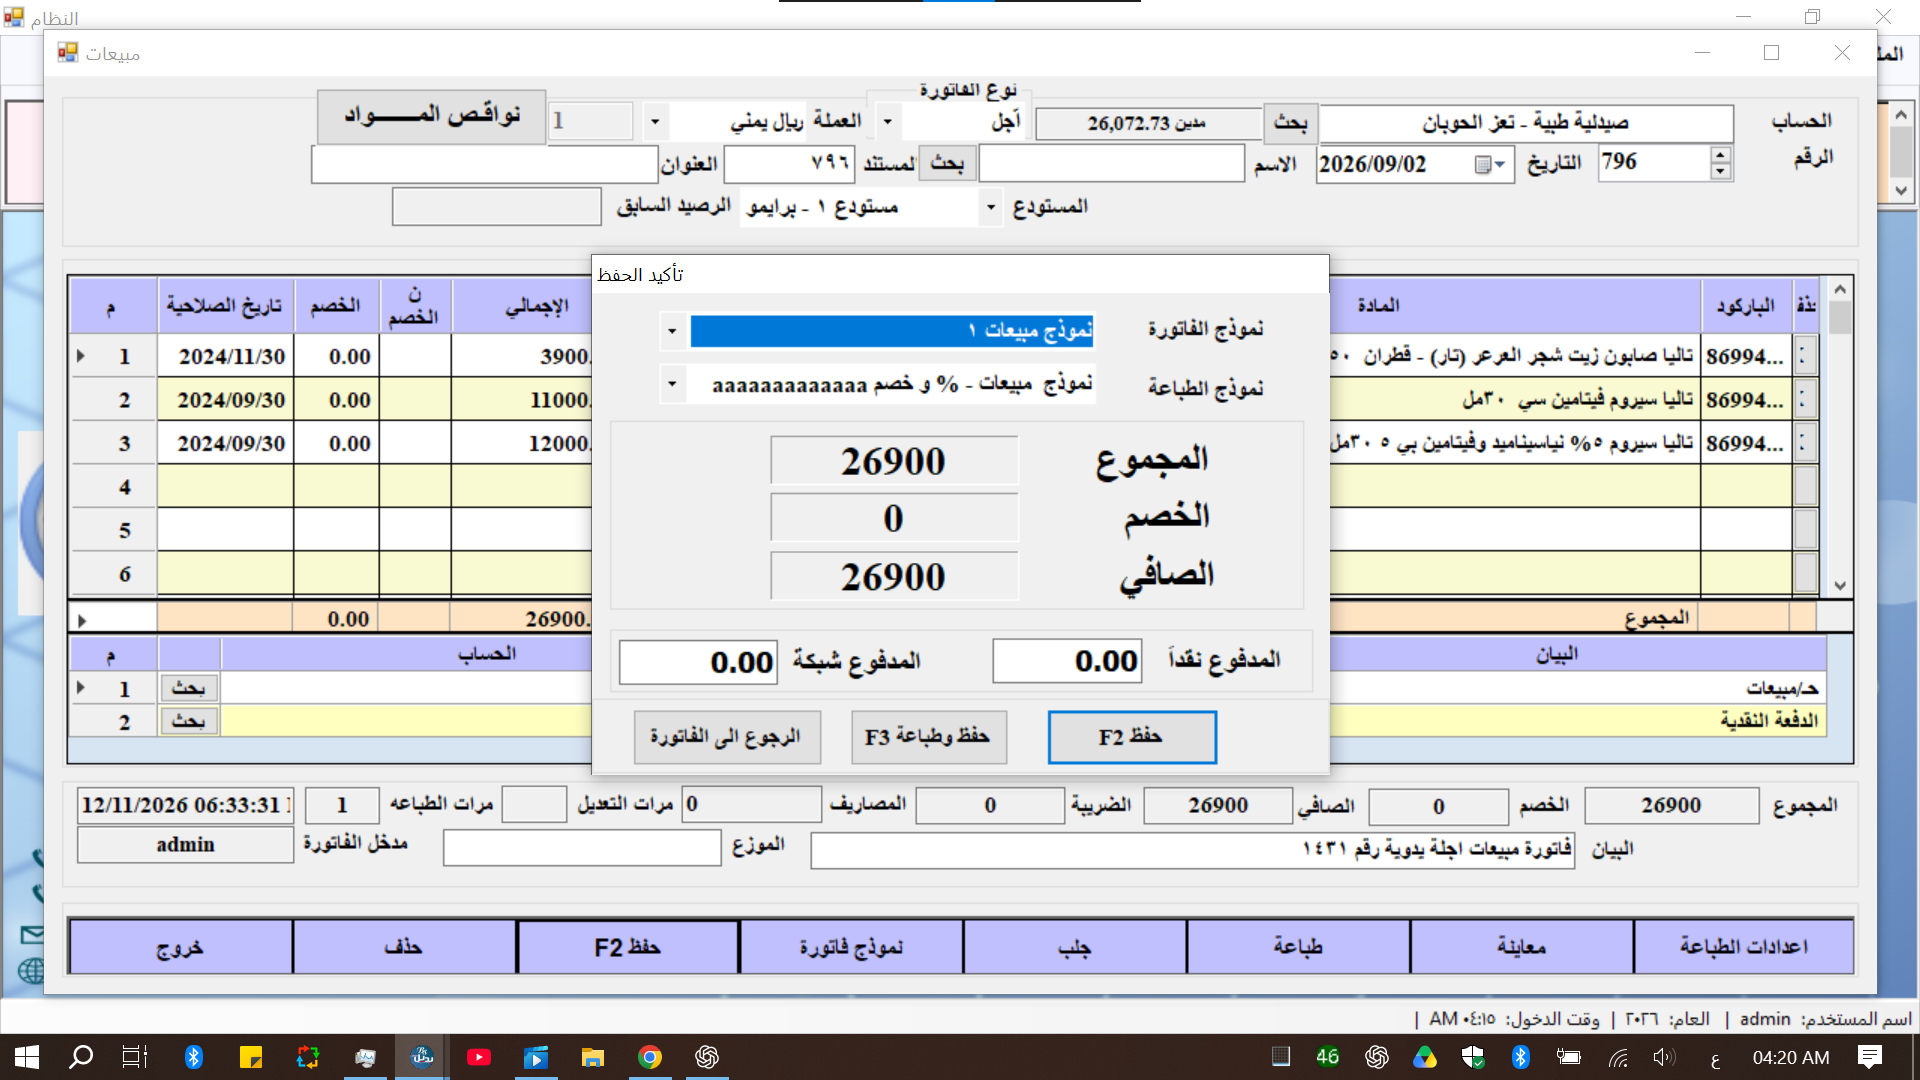 النظام
مبيعات
نوع الفاتورة
الحساب
صيدلية طبية - تعز الحوبان
بحث
مدين 26,072.73
آجل
العملة
ريال يمني
1
نواقص المـــــواد
الرقم
796
التاريخ
2026/09/02
الاسم
بحث
المستند
٧٩٦
العنوان
المستودع
مستودع ١ - برايمو
الرصيد السابق
الباركود المادة الإجمالي ن الخصم الخصم تاريخ الصلاحية م
86994... تاليا صابون زيت شجر العرعر (تار) - قطران ٥٠ 3900. 0.00 2024/11/30 1
86994... تاليا سيروم فيتامين سي ٣٠مل 11000. 0.00 2024/09/30 2
86994... تاليا سيروم ٥% نياسيناميد وفيتامين بي ٥ ٣٠مل 12000. 0.00 2024/09/30 3
4
5
6
المجموع 26900. 0.00
البيان الحساب م
حـ/مبيعات بحث 1
الدفعة النقدية بحث 2
تأكيد الحفظ
نموذج الفاتورة
نموذج مبيعات ١
نموذج الطباعة
نموذج مبيعات - % و خصم aaaaaaaaaaaaa
المجموع 26900
الخصم 0
الصافي 26900
المدفوع نقداً 0.00
المدفوع شبكة 0.00
حفظ F2
حفظ وطباعة F3
الرجوع الى الفاتورة
المجموع 26900
الخصم 0
الصافي 26900
الضريبة 0
المصاريف 0
مرات التعديل
مرات الطباعه 1
12/11/2026 06:33:31
البيان
فاتورة مبيعات اجلة يدوية رقم ١٤٣١
الموزع
مدخل الفاتورة admin
اعدادات الطباعة
معاينة
طباعة
جلب
نموذج فاتورة
حفظ F2
حذف
خروج
اسم المستخدم: admin | العام: ٢٠٢٦ | وقت الدخول: ٠٤:١٥ AM |
46
ع
04:20 AM